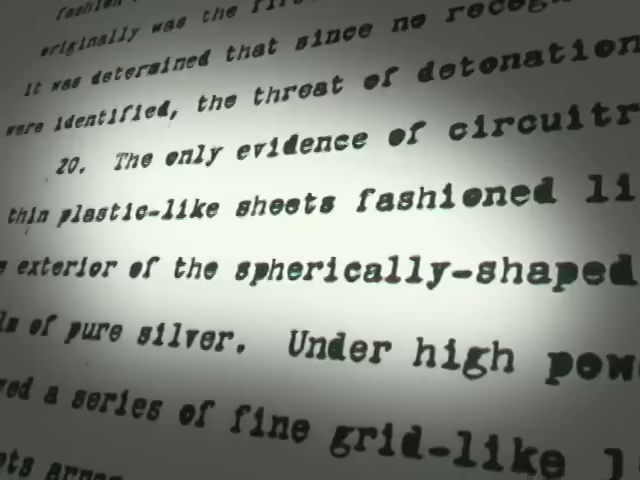 fashion
originally was the
it was determined that since no recogn
were identified, the threat of detonation
20. The only evidence of circuitr
thin plastic-like sheets fashioned li
exterior of the spherically-shaped
of pure silver. Under high pow
a series of fine grid-like